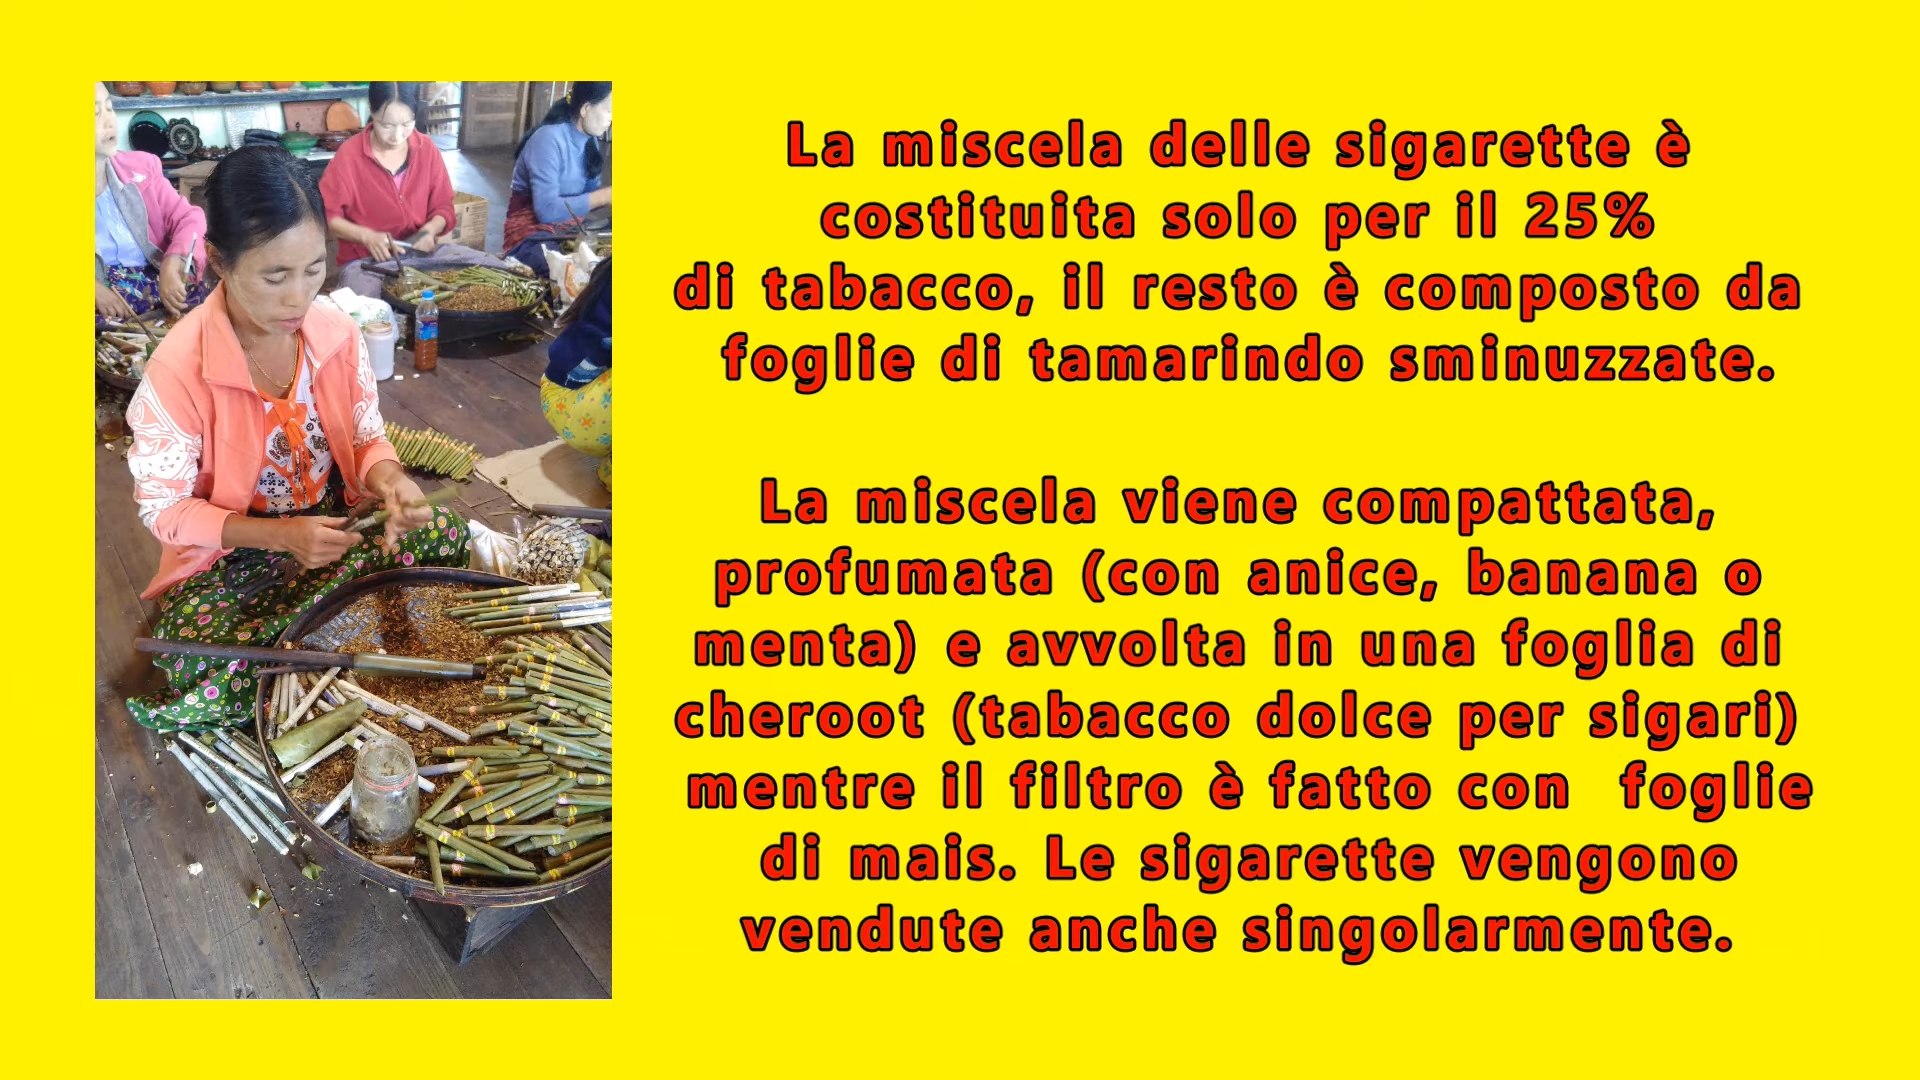 La miscela delle sigarette è
costituita solo per il 25%
di tabacco, il resto è composto da
foglie di tamarindo sminuzzate.
La miscela viene compattata,
profumata (con anice, banana o
menta) e avvolta in una foglia di
cheroot (tabacco dolce per sigari)
mentre il filtro è fatto con foglie
di mais. Le sigarette vengono
vendute anche singolarmente.